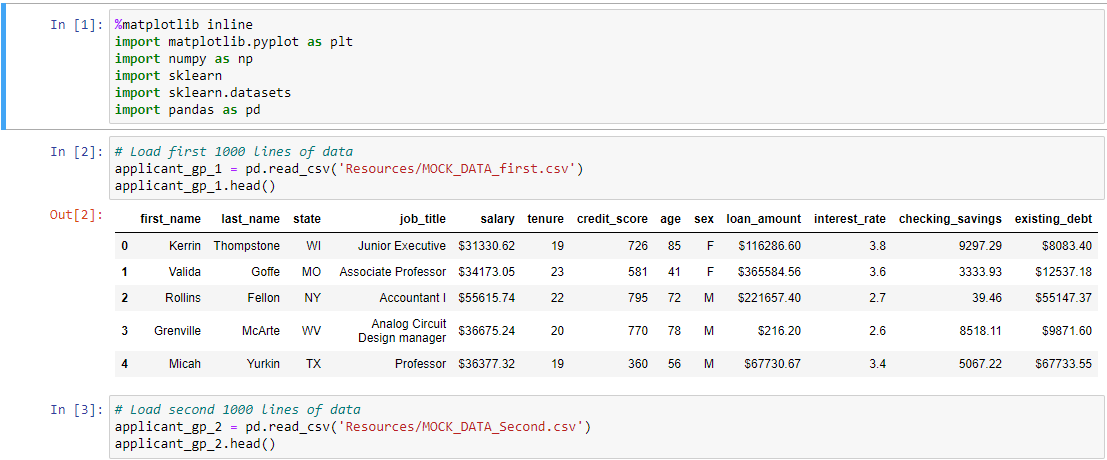 In [1]: %matplotlib inline
import matplotlib.pyplot as plt
import numpy as np
import sklearn
import sklearn.datasets
import pandas as pd
In [2]: # Load first 1000 lines of data
applicant_gp_1 = pd.read_csv('Resources/MOCK_DATA_first.csv')
applicant_gp_1.head()
Out[2]:
first_name last_name state job_title salary tenure credit_score age sex loan_amount interest_rate checking_savings existing_debt
0 Kerrin Thompstone WI Junior Executive $31330.62 19 726 85 F $116286.60 3.8 9297.29 $8083.40
1 Valida Goffe MO Associate Professor $34173.05 23 581 41 F $365584.56 3.6 3333.93 $12537.18
2 Rollins Fellon NY Accountant I $55615.74 22 795 72 M $221657.40 2.7 39.46 $55147.37
3 Grenville McArte WV Analog Circuit Design manager $36675.24 20 770 78 M $216.20 2.6 8518.11 $9871.60
4 Micah Yurkin TX Professor $36377.32 19 360 56 M $67730.67 3.4 5067.22 $67733.55
In [3]: # Load second 1000 lines of data
applicant_gp_2 = pd.read_csv('Resources/MOCK_DATA_Second.csv')
applicant_gp_2.head()